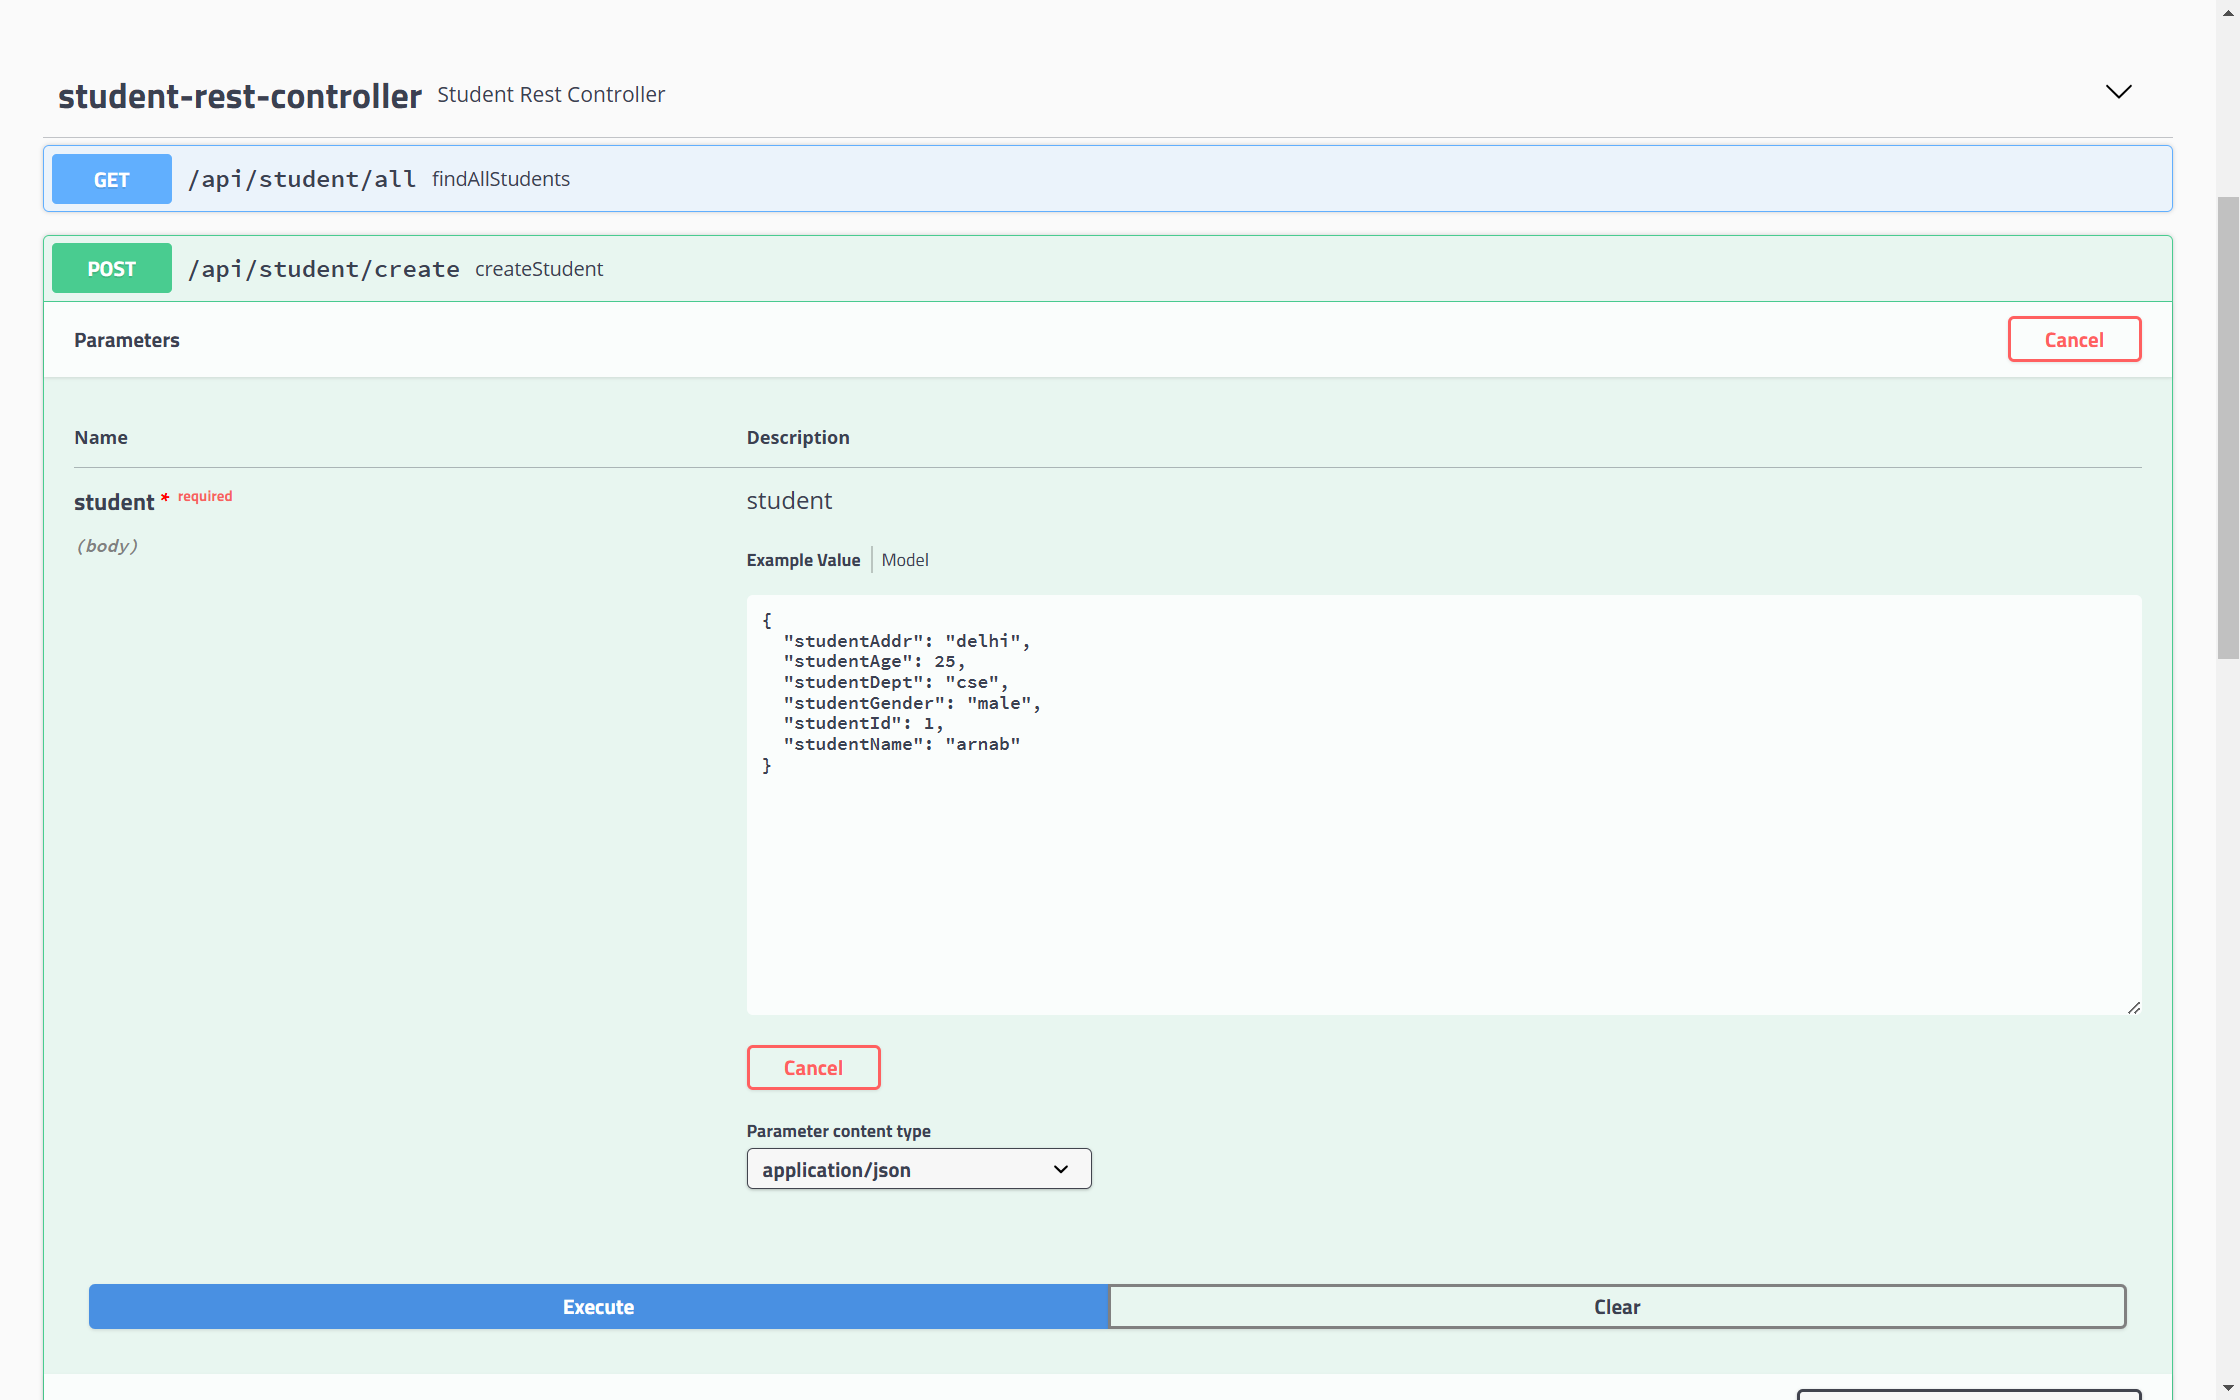 student-rest-controller Student Rest Controller
GET /api/student/all findAllStudents
POST /api/student/create createStudent
Parameters Cancel
Name Description
student * required student
(body)
Example Value Model
{
"studentAddr": "delhi",
"studentAge": 25,
"studentDept": "cse",
"studentGender": "male",
"studentId": 1,
"studentName": "arnab"
}
Cancel
Parameter content type
application/json
Execute Clear